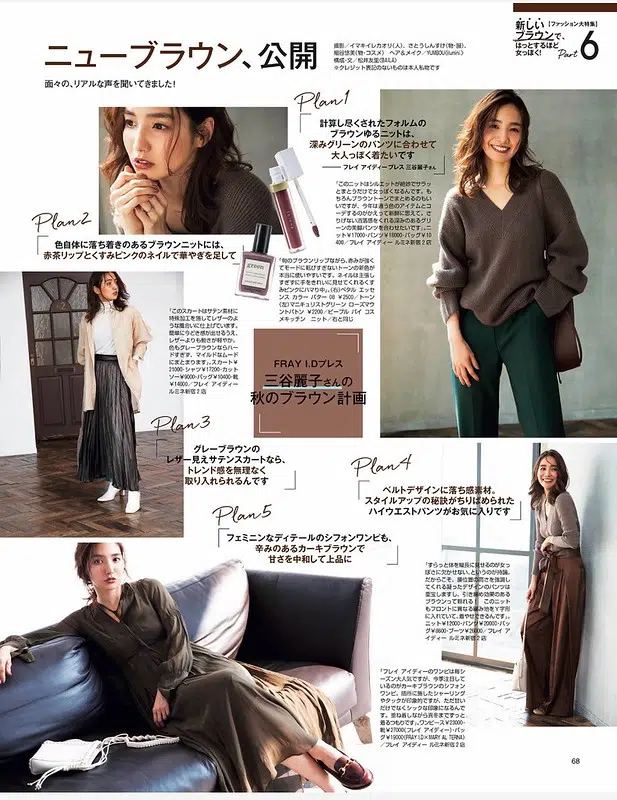 新しい【ファッション大特集】
ブラウンで、
はっとするほど
女っぽく!
Part 6
ニューブラウン、公開
面々の、リアルな声を聞いてきました!
撮影/イマキイレカオリ(人)、さとうしんすけ(物・服)、
細谷悠美(物・コスメ) ヘア&メイク/YUMBOU(ilumini.)
構成・文/松井友里(BAILA)
※クレジット表記のないものは本人私物です
Plan1
計算し尽くされたフォルムの
ブラウンゆるニットは、
深みグリーンのパンツに合わせて
大人っぽく着たいです
フレイ アイディープレス 三谷麗子さん
「このニットはシルエットが絶妙でサラッ
とまとうだけで女っぽくなるんです。も
ちろんブラウントーンでまとめるのもい
いですが、今年は違う色のアイテムとコ
ーデするのがかえって新鮮に思えて。さ
りげない洒落感をくれる深みのあるグリ
ーンの美脚パンツを合わせたいです」。ニ
ット¥17000・パンツ¥18000・バッグ¥10
400/フレイ アイディー ルミネ新宿2店
Plan2
色自体に落ち着きのあるブラウンニットには、
赤茶リップとくすみピンクのネイルで華やぎを足して
「旬のブラウンリップながら、赤みが強く
てモードに転びすぎないトーンの新色が
本当に使いやすいです。ネイルは主張し
すぎずに手をきれいに見せてくれるくす
みピンクにハマり中」。(右)ペタル エッセ
ンス カラー バター 08 ¥2500/トーン
(左)マニキュリストグリーン ローズマウ
ントバトン ¥2200/ピープル バイ コス
メキッチン ニット/右と同じ
「このスカートはサテン素材に
特殊加工を施してレザーのよ
うな風合いに仕上げています。
簡単に今どき感が出せるうえ、
レザーよりも動きが軽やか。
色もグレーブラウンならハー
ドすぎず、マイルドなムード
にまとまります」。スカート¥
21000・シャツ¥17200・カット
ソー¥9000・バッグ¥10400・靴
¥14000/フレイ アイディー
ルミネ新宿2店
FRAY I.Dプレス
三谷麗子さんの
秋のブラウン計画
Plan3
グレーブラウンの
レザー見えサテンスカートなら、
トレンド感を無理なく
取り入れられるんです
Plan4
ベルトデザインに落ち感素材。
スタイルアップの秘訣がちりばめられた
ハイウエストパンツがお気に入りです
「すらっと体を縦長に見せるのが女っ
ぽさに欠かせない、というのが持論。
だからこそ、腰位置の高さを強調し
てくれる凝ったデザインのパンツは
重宝しますし、引き締め効果のある
ブラウンって頼れる! このニット
もフロントに異なる編み地をY字形
に入れていて、着やせできるんです」。
ニット¥12000・パンツ¥20000・バッ
グ¥8600・ブーツ¥26000/フレイ ア
イディー ルミネ新宿2店
Plan5
フェミニンなディテールのシフォンワンピも、
辛みのあるカーキブラウンで
甘さを中和して上品に
「フレイ アイディーのワンピは毎シ
ーズン大人気ですが、今季注目して
いるのがカーキブラウンのシフォン
ワンピ。随所に施したシャーリング
やタックが印象的ですが、ただ甘い
だけでなくシックな印象になるんで
す。重ね着しながら真冬までずっと
着るつもりです」。ワンピース¥23000・
靴¥27000(フレイ アイディー)・バッ
グ¥19000(FRAY I.D×MARY AL TERNA)/
フレイ アイディー ルミネ新宿2店
68